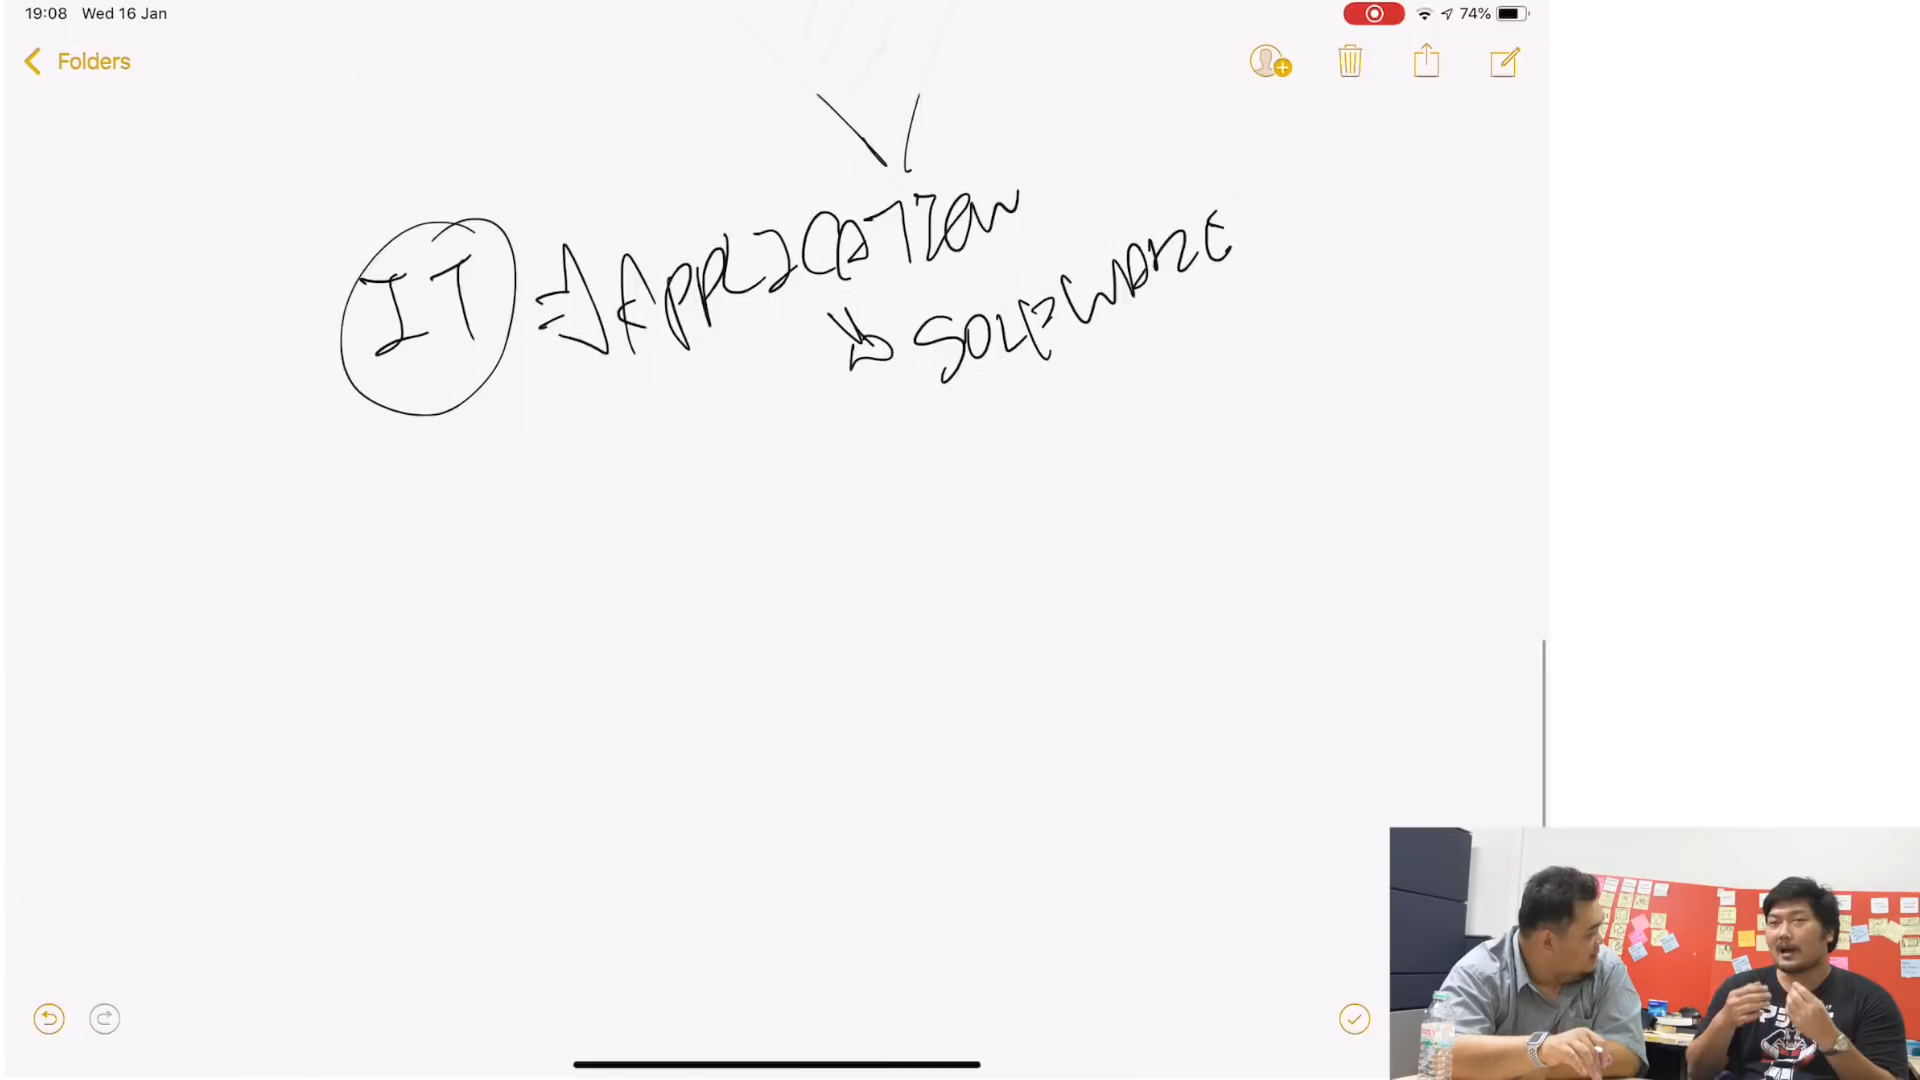 19:08 Wed 16 Jan
74%
Folders
IT ⇒ APPLICATION
SOFTWARE